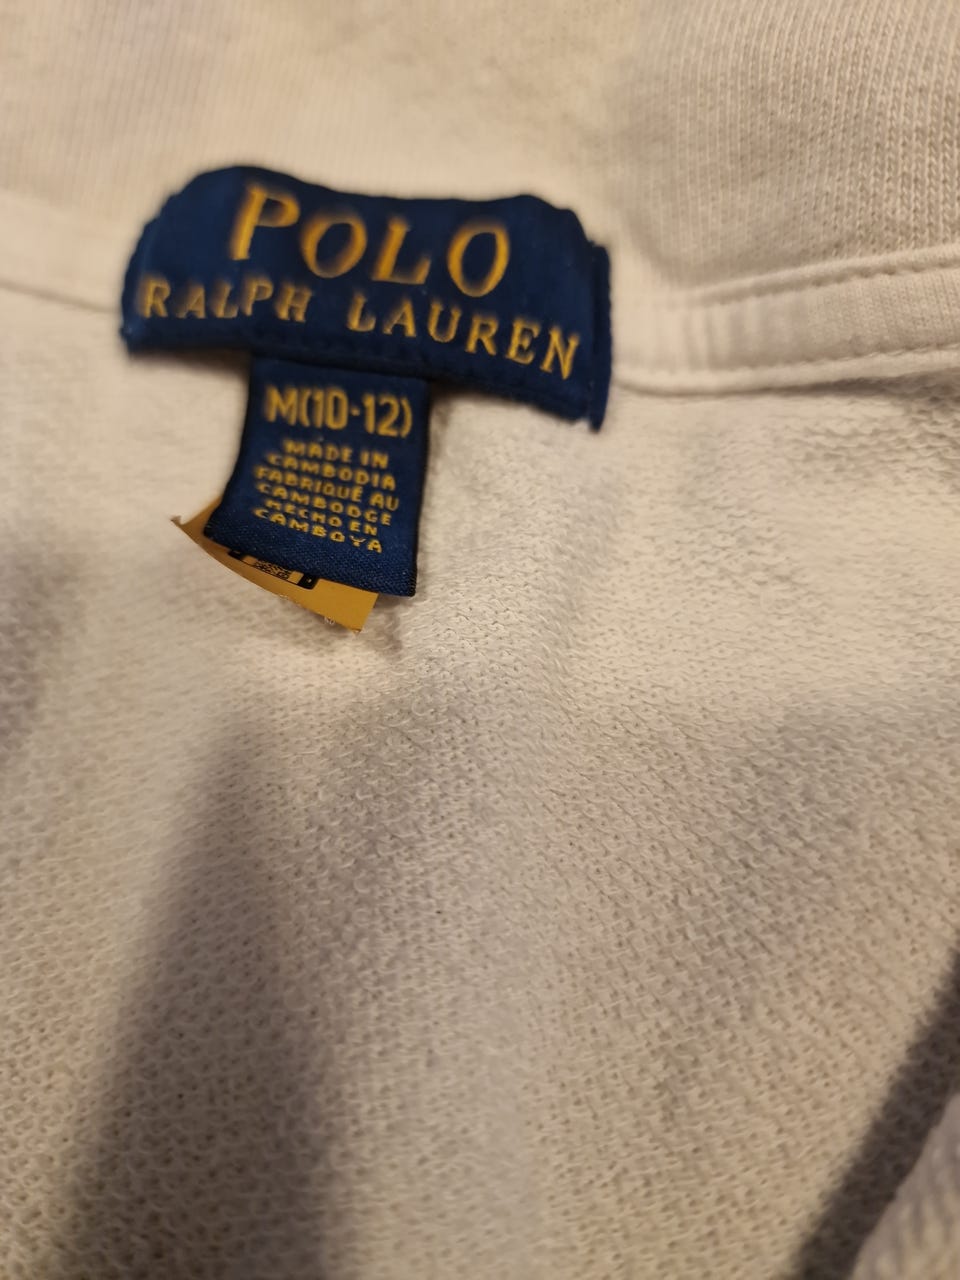 POLO
RALPH LAUREN
M(10-12)
MADE IN
CAMBODIA
FABRIQUÉ AU
CAMBODGE
HECHO EN
CAMBOYA